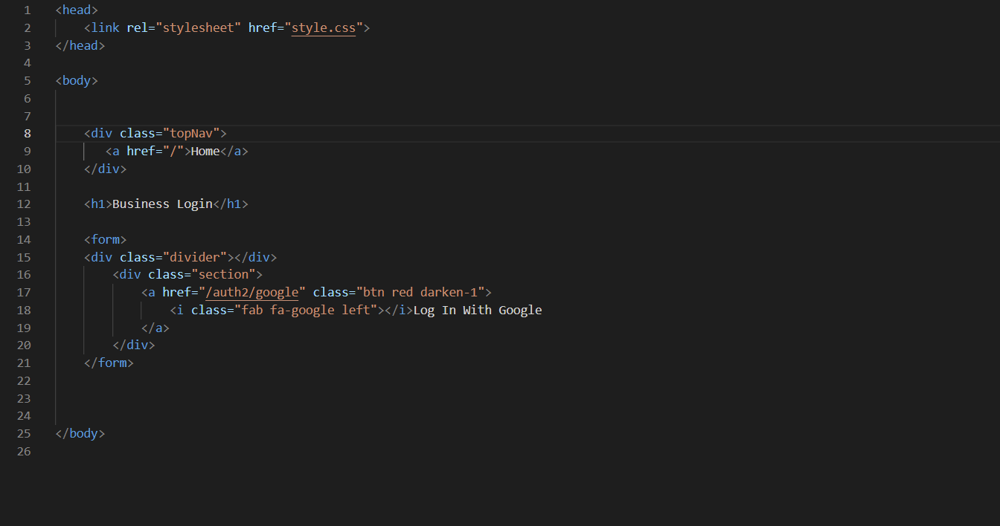 1 <head>
2     <link rel="stylesheet" href="style.css">
3 </head>
4
5 <body>
6
7
8     <div class="topNav">
9        <a href="/">Home</a>
10     </div>
11
12     <h1>Business Login</h1>
13
14     <form>
15     <div class="divider"></div>
16         <div class="section">
17             <a href="/auth2/google" class="btn red darken-1">
18                 <i class="fab fa-google left"></i>Log In With Google
19             </a>
20         </div>
21     </form>
22
23
24
25 </body>
26